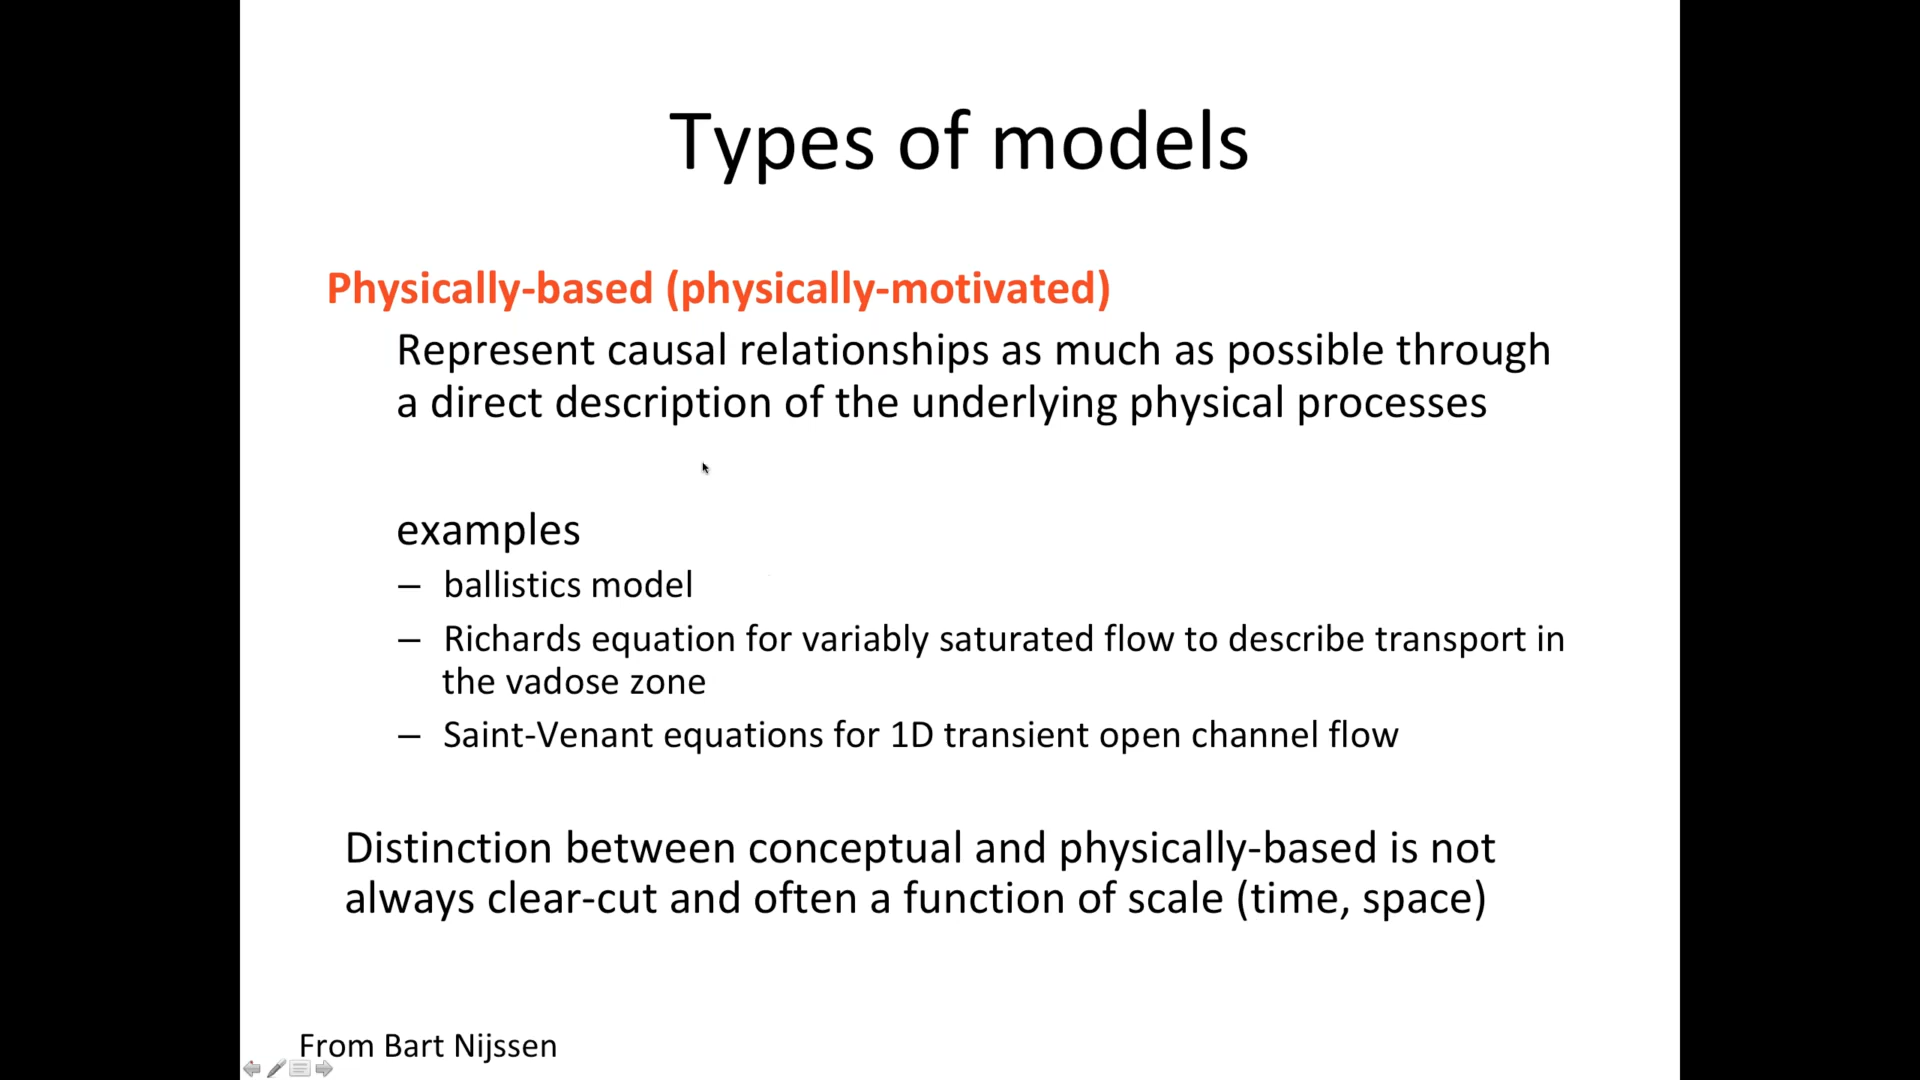 Types of models
Physically-based (physically-motivated)
Represent causal relationships as much as possible through
a direct description of the underlying physical processes
examples
– ballistics model
– Richards equation for variably saturated flow to describe transport in
the vadose zone
– Saint-Venant equations for 1D transient open channel flow
Distinction between conceptual and physically-based is not
always clear-cut and often a function of scale (time, space)
From Bart Nijssen